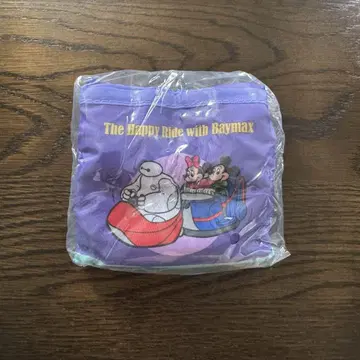 The Happy Ride with Baymax